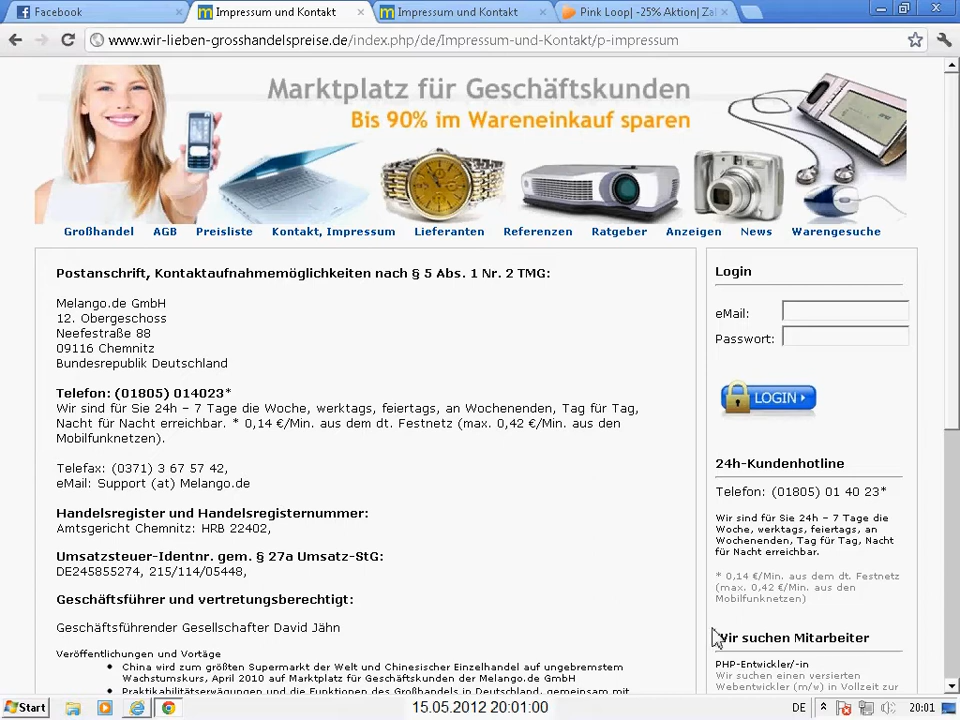 Facebook
Impressum und Kontakt
Impressum und Kontakt
Pink Loop| -25% Aktion| Za
www.wir-lieben-grosshandelspreise.de/index.php/de/Impressum-und-Kontakt/p-impressum
Marktplatz für Geschäftskunden
Bis 90% im Wareneinkauf sparen
Großhandel AGB Preisliste Kontakt, Impressum Lieferanten Referenzen Ratgeber Anzeigen News Warengesuche
Postanschrift, Kontaktaufnahmemöglichkeiten nach § 5 Abs. 1 Nr. 2 TMG:
Melango.de GmbH
12. Obergeschoss
Neefestraße 88
09116 Chemnitz
Bundesrepublik Deutschland
Telefon: (01805) 014023*
Wir sind für Sie 24h – 7 Tage die Woche, werktags, feiertags, an Wochenenden, Tag für Tag,
Nacht für Nacht erreichbar. * 0,14 €/Min. aus dem dt. Festnetz (max. 0,42 €/Min. aus den
Mobilfunknetzen).
Telefax: (0371) 3 67 57 42,
eMail: Support (at) Melango.de
Handelsregister und Handelsregisternummer:
Amtsgericht Chemnitz: HRB 22402,
Umsatzsteuer-Identnr. gem. § 27a Umsatz-StG:
DE245855274, 215/114/05448,
Geschäftsführer und vertretungsberechtigt:
Geschäftsführender Gesellschafter David Jähn
Veröffentlichungen und Vortäge
China wird zum größten Supermarkt der Welt und Chinesischer Einzelhandel auf ungebremstem
Wachstumskurs, April 2010 auf Marktplatz für Geschäftskunden der Melango.de GmbH
Praktikabilitätserwägungen und die Funktionen des Großhandels in Deutschland, gemeinsam mit
Login
eMail:
Passwort:
LOGIN
24h-Kundenhotline
Telefon: (01805) 01 40 23*
Wir sind für Sie 24h – 7 Tage die
Woche, werktags, feiertags, an
Wochenenden, Tag für Tag, Nacht
für Nacht erreichbar.
* 0,14 €/Min. aus dem dt. Festnetz
(max. 0,42 €/Min. aus den
Mobilfunknetzen)
Wir suchen Mitarbeiter
PHP-Entwickler/-in
Wir suchen einen versierten
Webentwickler (m/w) in Vollzeit zur
Start
15.05.2012 20:01:00
DE
20:01